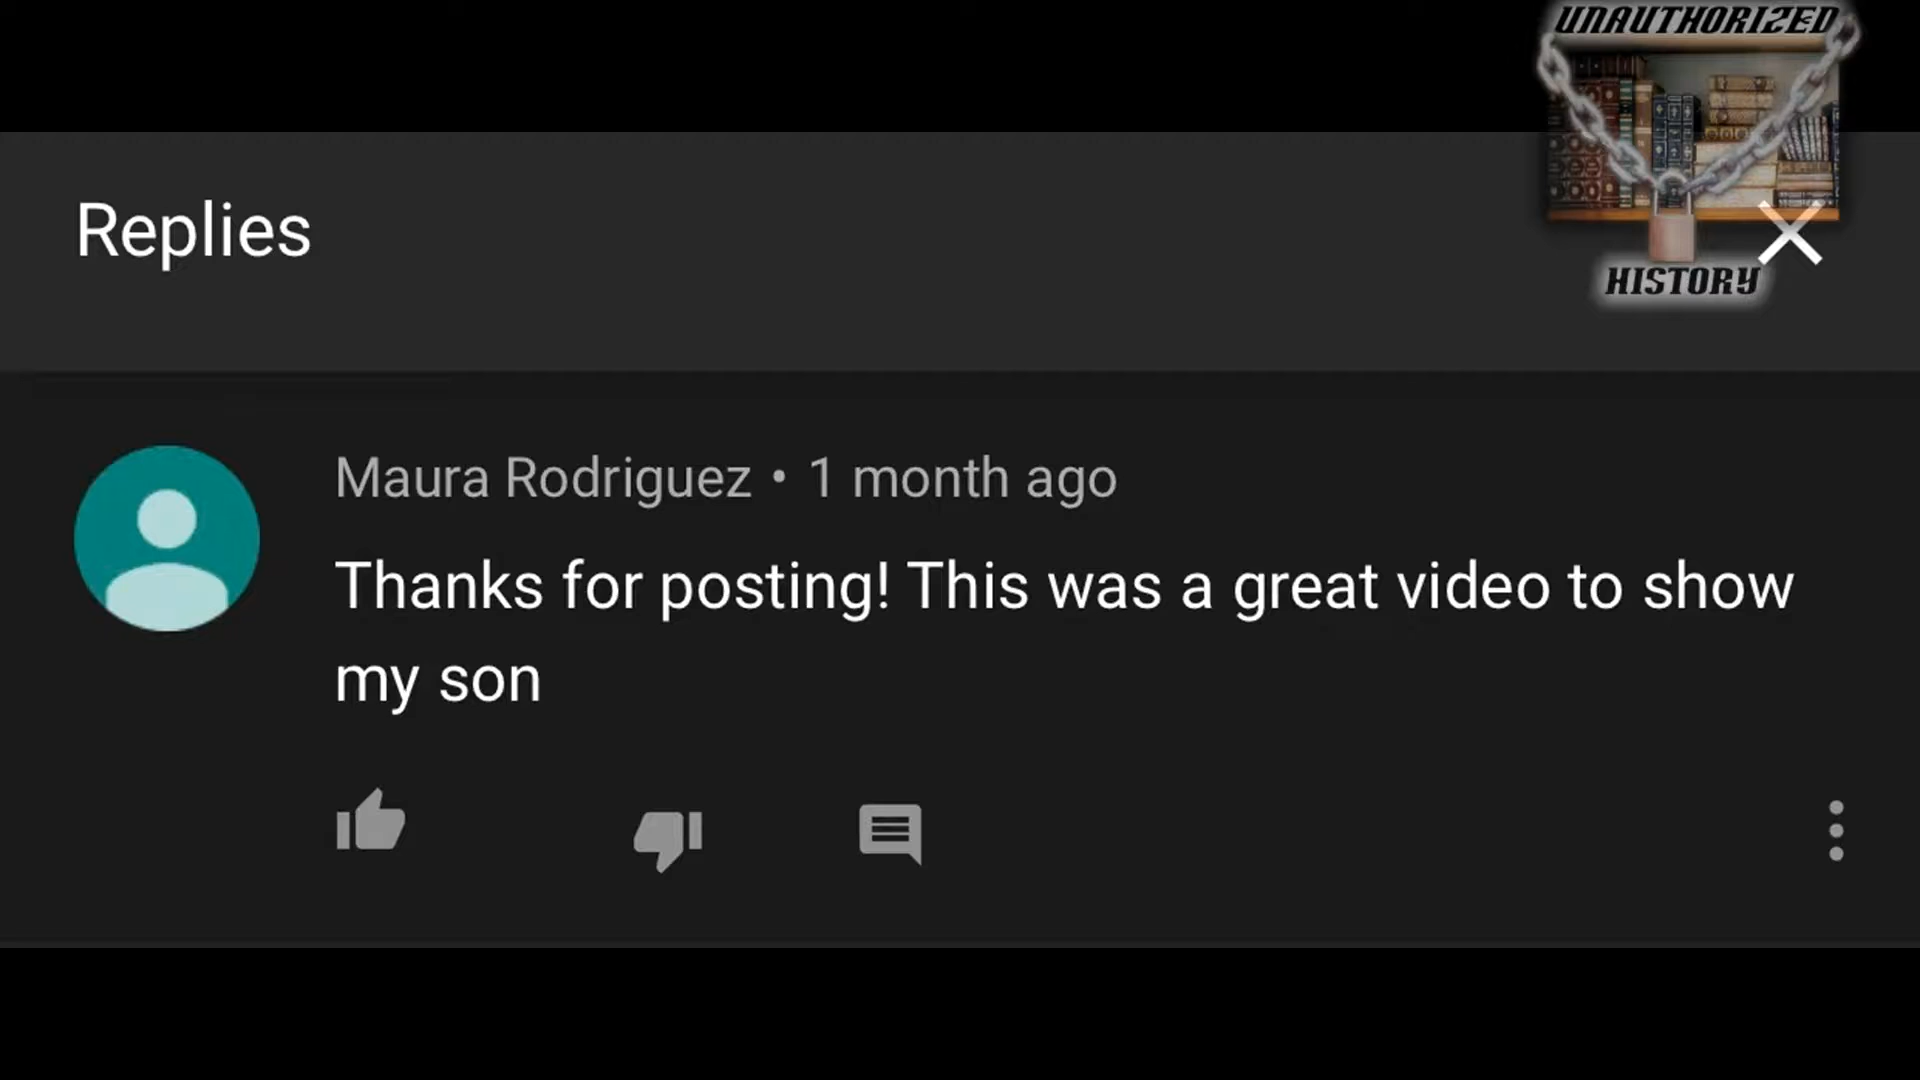 UNAUTHORIZED
HISTORY
Replies
Maura Rodriguez • 1 month ago
Thanks for posting! This was a great video to show
my son